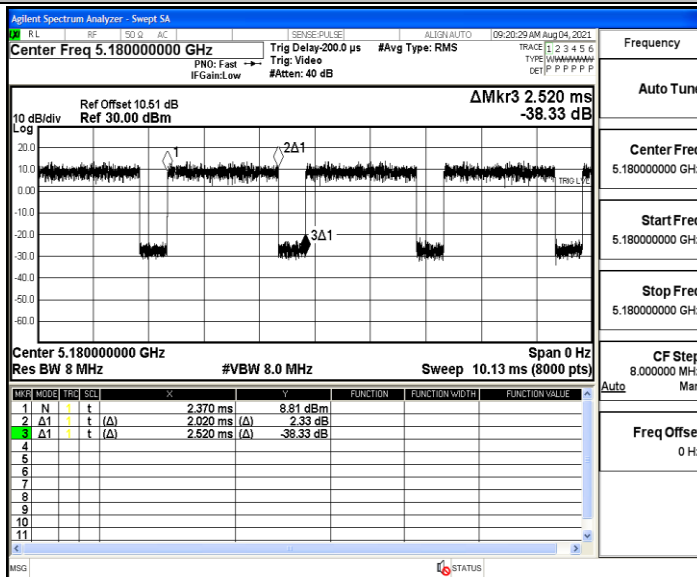 Agilent Spectrum Analyzer - Swept SA
LXI RL RF 50 Ω AC SENSE:PULSE ALIGN AUTO 09:20:29 AM Aug 04, 2021
Center Freq 5.180000000 GHz
PNO: Fast
IFGain:Low
Trig Delay-200.0 µs
Trig: Video
#Atten: 40 dB
#Avg Type: RMS
TRACE 1 2 3 4 5 6
TYPE WWWWWW
DET P P P P P P
Ref Offset 10.51 dB
10 dB/div Ref 30.00 dBm
Log
ΔMkr3 2.520 ms
-38.33 dB
20.0
10.0
0.00
-10.0
-20.0
-30.0
-40.0
-50.0
-60.0
1
2Δ1
3Δ1
TRIG LVL
Center 5.180000000 GHz Span 0 Hz
Res BW 8 MHz #VBW 8.0 MHz Sweep 10.13 ms (8000 pts)
MKR MODE TRC SCL X Y FUNCTION FUNCTION WIDTH FUNCTION VALUE
1 N 1 t 2.370 ms 8.81 dBm
2 Δ1 1 t (Δ) 2.020 ms (Δ) 2.33 dB
3 Δ1 1 t (Δ) 2.520 ms (Δ) -38.33 dB
4
5
6
7
8
9
10
11
MSG STATUS
Frequency
Auto Tune
Center Freq
5.180000000 GHz
Start Freq
5.180000000 GHz
Stop Freq
5.180000000 GHz
CF Step
8.000000 MHz
Auto Man
Freq Offset
0 Hz